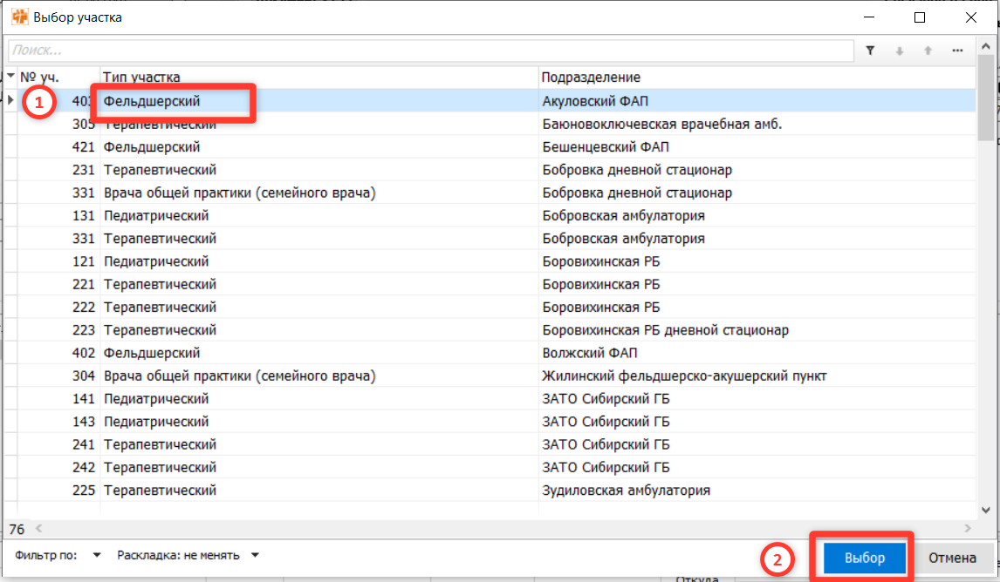 Выбор участка
Поиск...
№ уч. Тип участка Подразделение
1
403 Фельдшерский Акуловский ФАП
305 Терапевтический Баюновоключевская врачебная амб.
421 Фельдшерский Бешенцевский ФАП
231 Терапевтический Бобровка дневной стационар
331 Врача общей практики (семейного врача) Бобровка дневной стационар
131 Педиатрический Бобровская амбулатория
331 Терапевтический Бобровская амбулатория
121 Педиатрический Боровихинская РБ
221 Терапевтический Боровихинская РБ
222 Терапевтический Боровихинская РБ
223 Терапевтический Боровихинская РБ дневной стационар
402 Фельдшерский Волжский ФАП
304 Врача общей практики (семейного врача) Жилинский фельдшерско-акушерский пункт
141 Педиатрический ЗАТО Сибирский ГБ
143 Педиатрический ЗАТО Сибирский ГБ
241 Терапевтический ЗАТО Сибирский ГБ
242 Терапевтический ЗАТО Сибирский ГБ
225 Терапевтический Зудиловская амбулатория
76
Фильтр по: Раскладка: не менять
2
Выбор Отмена
Откуда